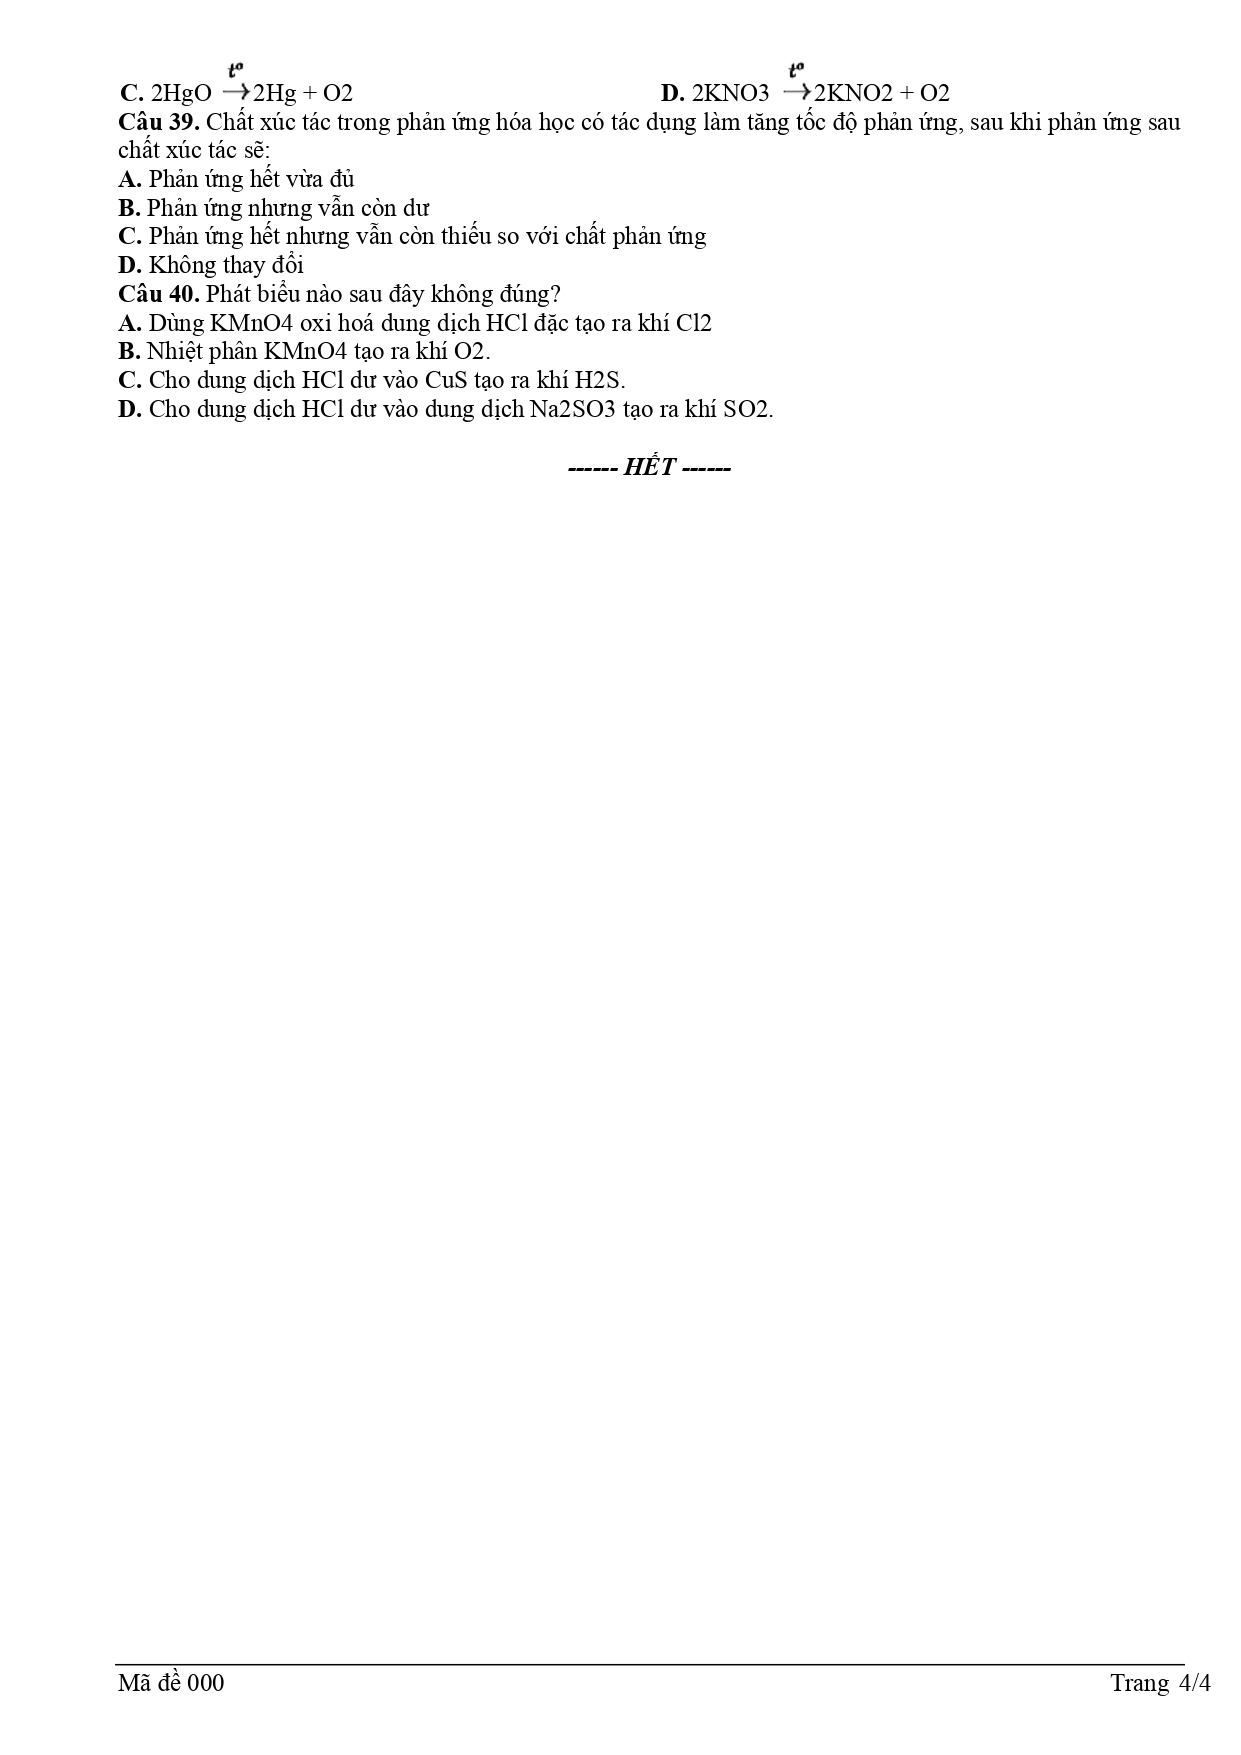 C. 2HgO t° → 2Hg + O2 D. 2KNO3 t° → 2KNO2 + O2
Câu 39. Chất xúc tác trong phản ứng hóa học có tác dụng làm tăng tốc độ phản ứng, sau khi phản ứng sau
chất xúc tác sẽ:
A. Phản ứng hết vừa đủ
B. Phản ứng nhưng vẫn còn dư
C. Phản ứng hết nhưng vẫn còn thiếu so với chất phản ứng
D. Không thay đổi
Câu 40. Phát biểu nào sau đây không đúng?
A. Dùng KMnO4 oxi hoá dung dịch HCl đặc tạo ra khí Cl2
B. Nhiệt phân KMnO4 tạo ra khí O2.
C. Cho dung dịch HCl dư vào CuS tạo ra khí H2S.
D. Cho dung dịch HCl dư vào dung dịch Na2SO3 tạo ra khí SO2.
------ HẾT ------
Mã đề 000 Trang 4/4